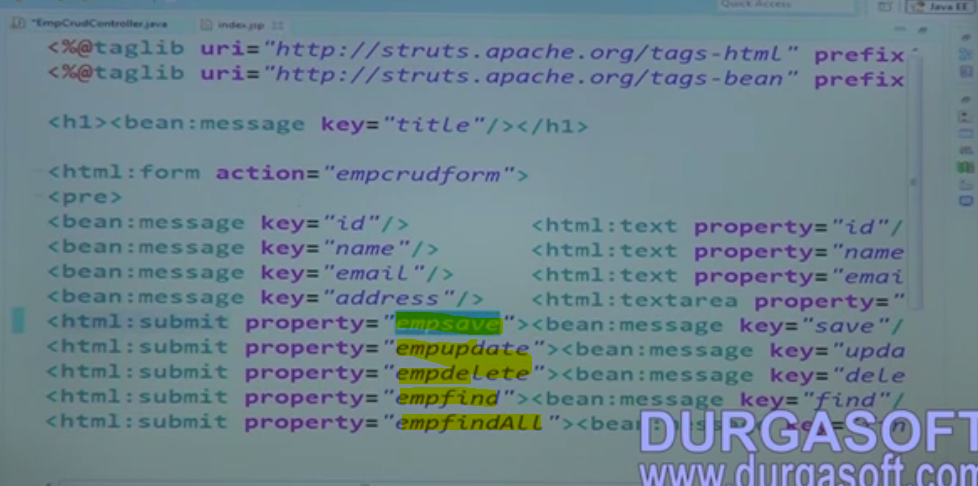 Quick Access
Java EE
*EmpCrudController.java index.jsp
<%@taglib uri="http://struts.apache.org/tags-html" prefix
<%@taglib uri="http://struts.apache.org/tags-bean" prefix
<h1><bean:message key="title"/></h1>
<html:form action="empcrudform">
<pre>
<bean:message key="id"/> <html:text property="id"/
<bean:message key="name"/> <html:text property="name
<bean:message key="email"/> <html:text property="emai
<bean:message key="address"/> <html:textarea property="
<html:submit property="empsave"><bean:message key="save"/
<html:submit property="empupdate"><bean:message key="upda
<html:submit property="empdelete"><bean:message key="dele
<html:submit property="empfind"><bean:message key="find"/
<html:submit property="empfindAll"><bean
DURGASOFT
www.durgasoft.com